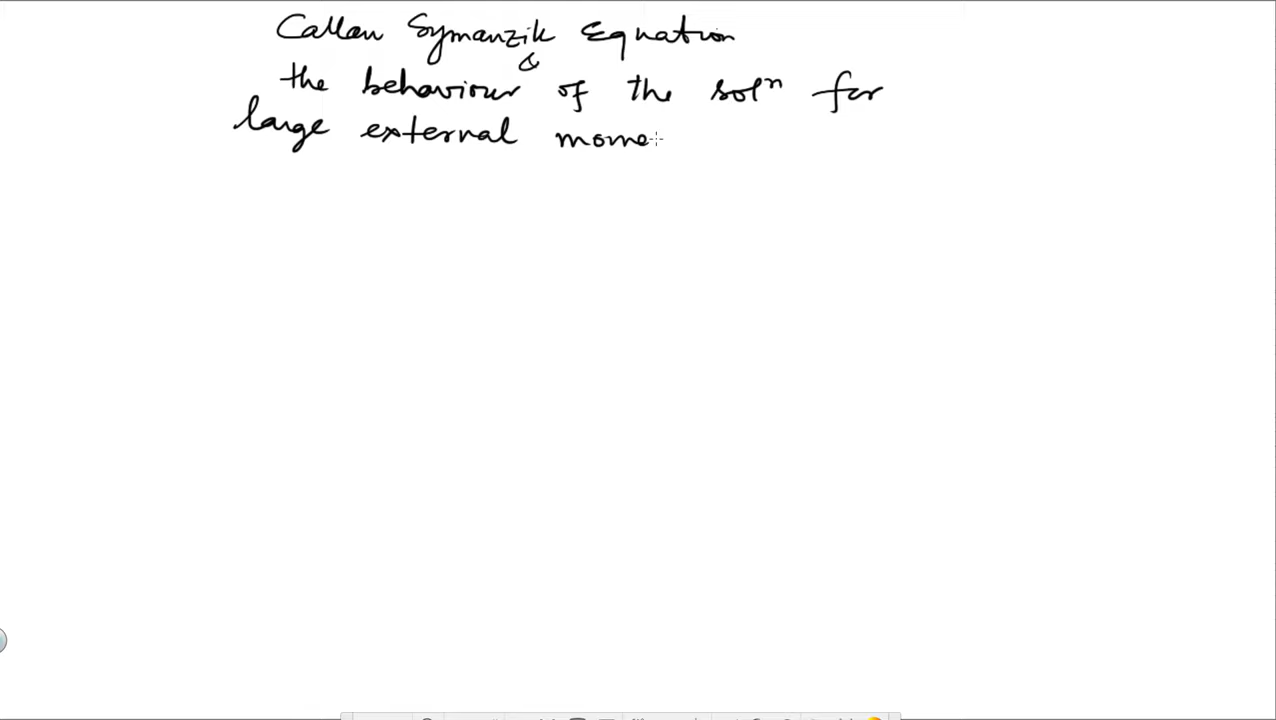 Callan Symanzik Equation
&
the behaviour of the solⁿ for
large external mome